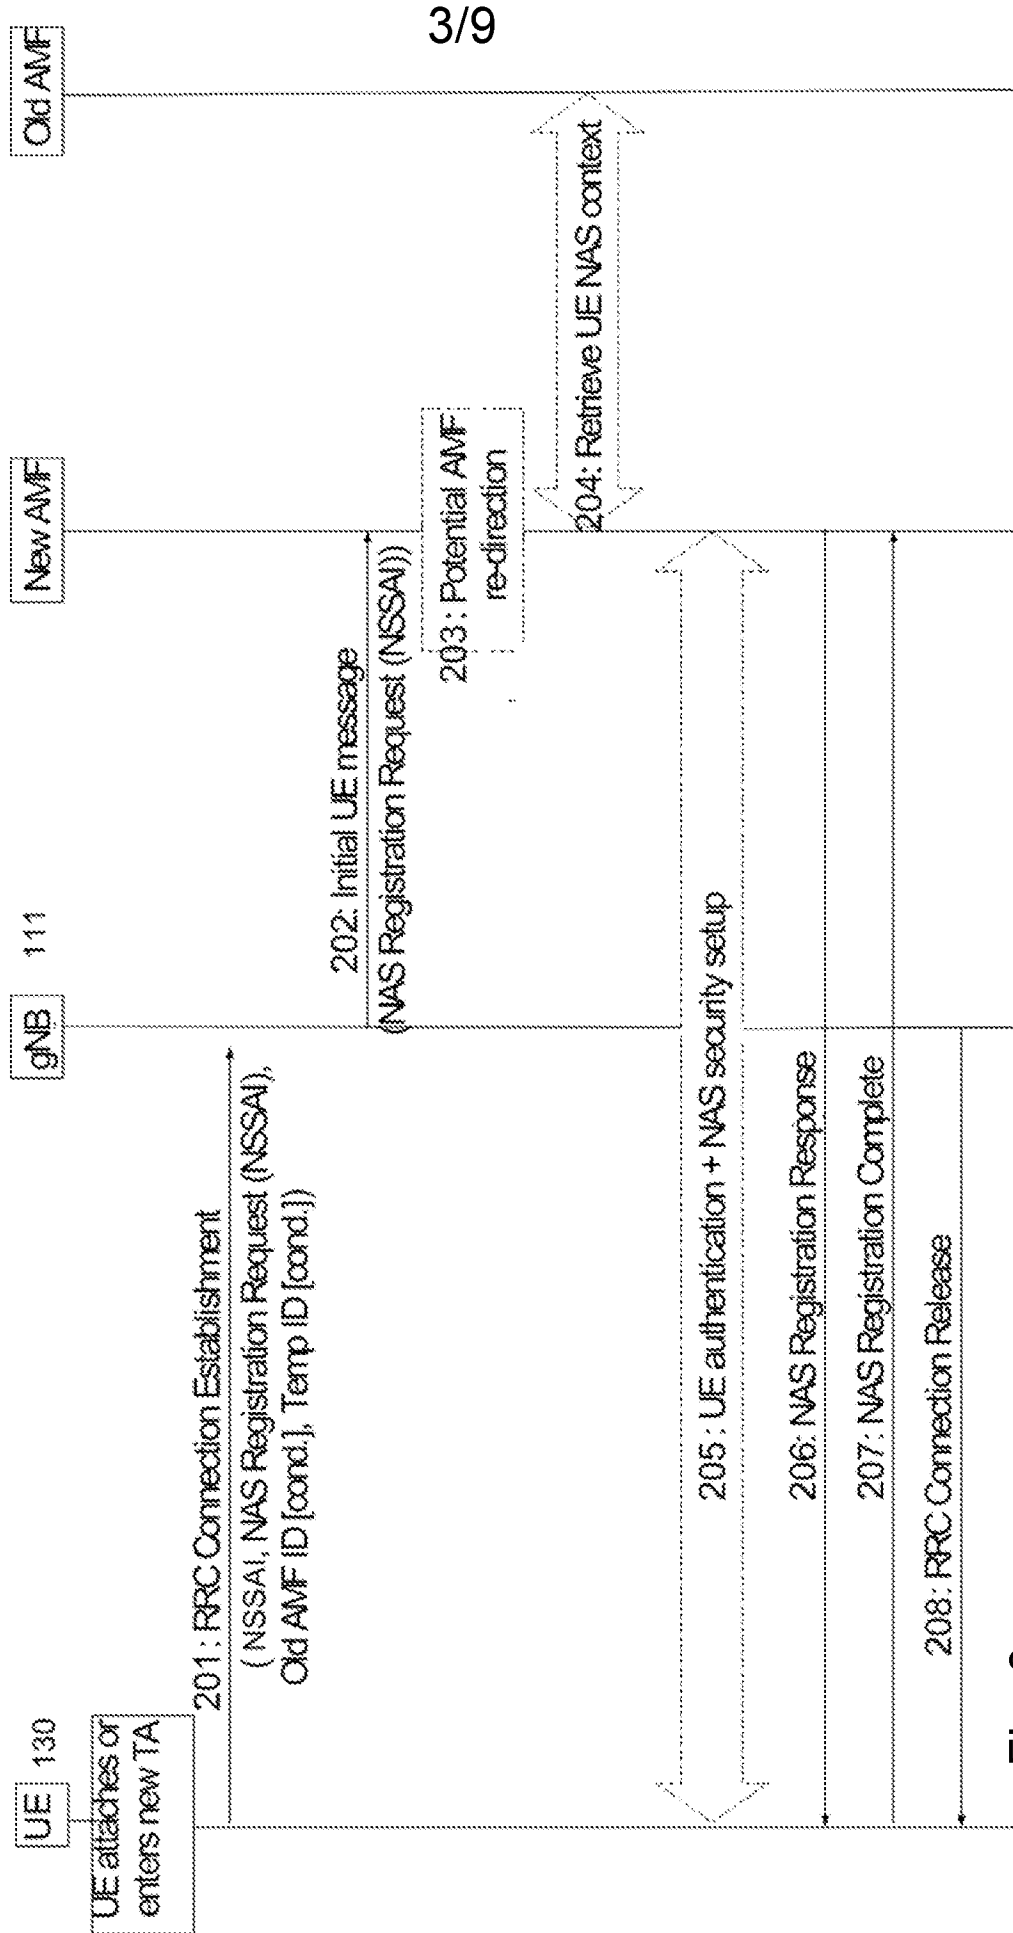 3/9
UE 130
gNB 111
New AMF
Old AMF
UE attaches or
enters new TA
201 : RRC Connection Establishment
( NSSAI, NAS Registration Request (NSSAI),
Old AMF ID [cond.], Temp ID [cond.])
202: Initial UE message
(NAS Registration Request (NSSAI))
203 : Potential AMF
re-direction
204: Retrieve UE NAS context
205 : UE authentication + NAS security setup
206: NAS Registration Response
207: NAS Registration Complete
208 : RRC Connection Release